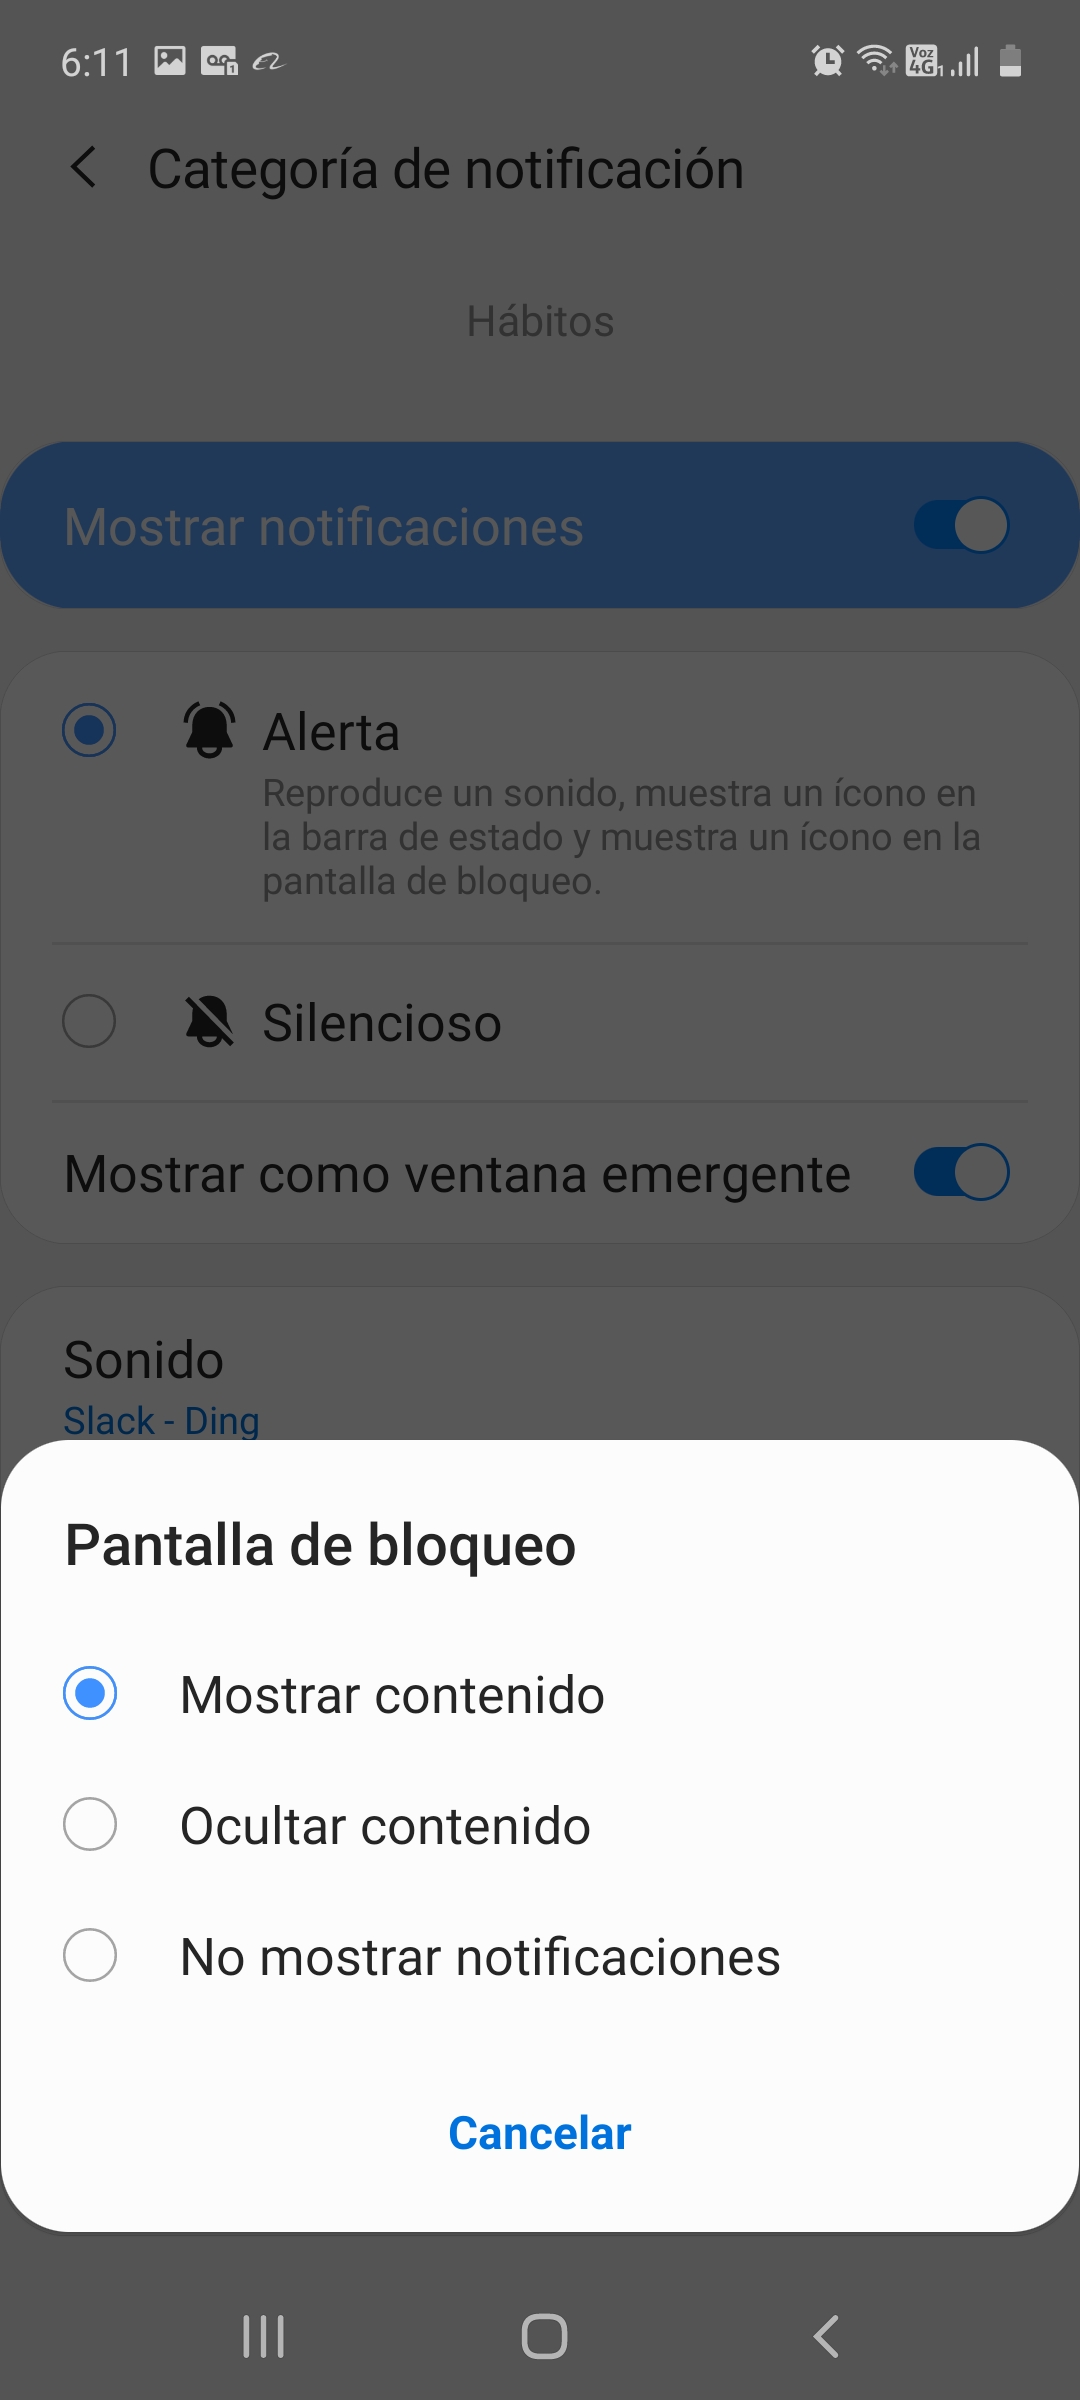 6:11
Voz
4G 1
Categoría de notificación
Hábitos
Mostrar notificaciones
Alerta
Reproduce un sonido, muestra un ícono en
la barra de estado y muestra un ícono en la
pantalla de bloqueo.
Silencioso
Mostrar como ventana emergente
Sonido
Slack - Ding
Pantalla de bloqueo
Mostrar contenido
Ocultar contenido
No mostrar notificaciones
Cancelar